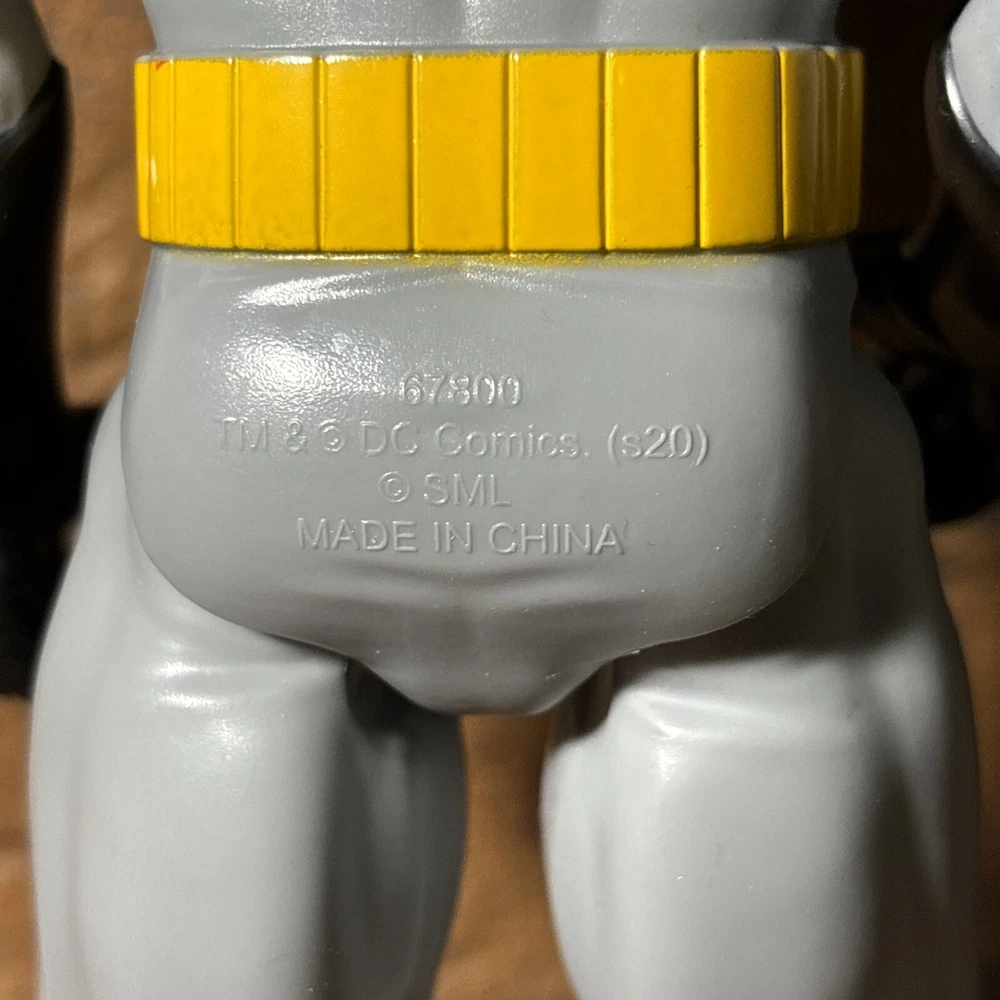 67800
TM & © DC Comics. (s20)
© SML
MADE IN CHINA